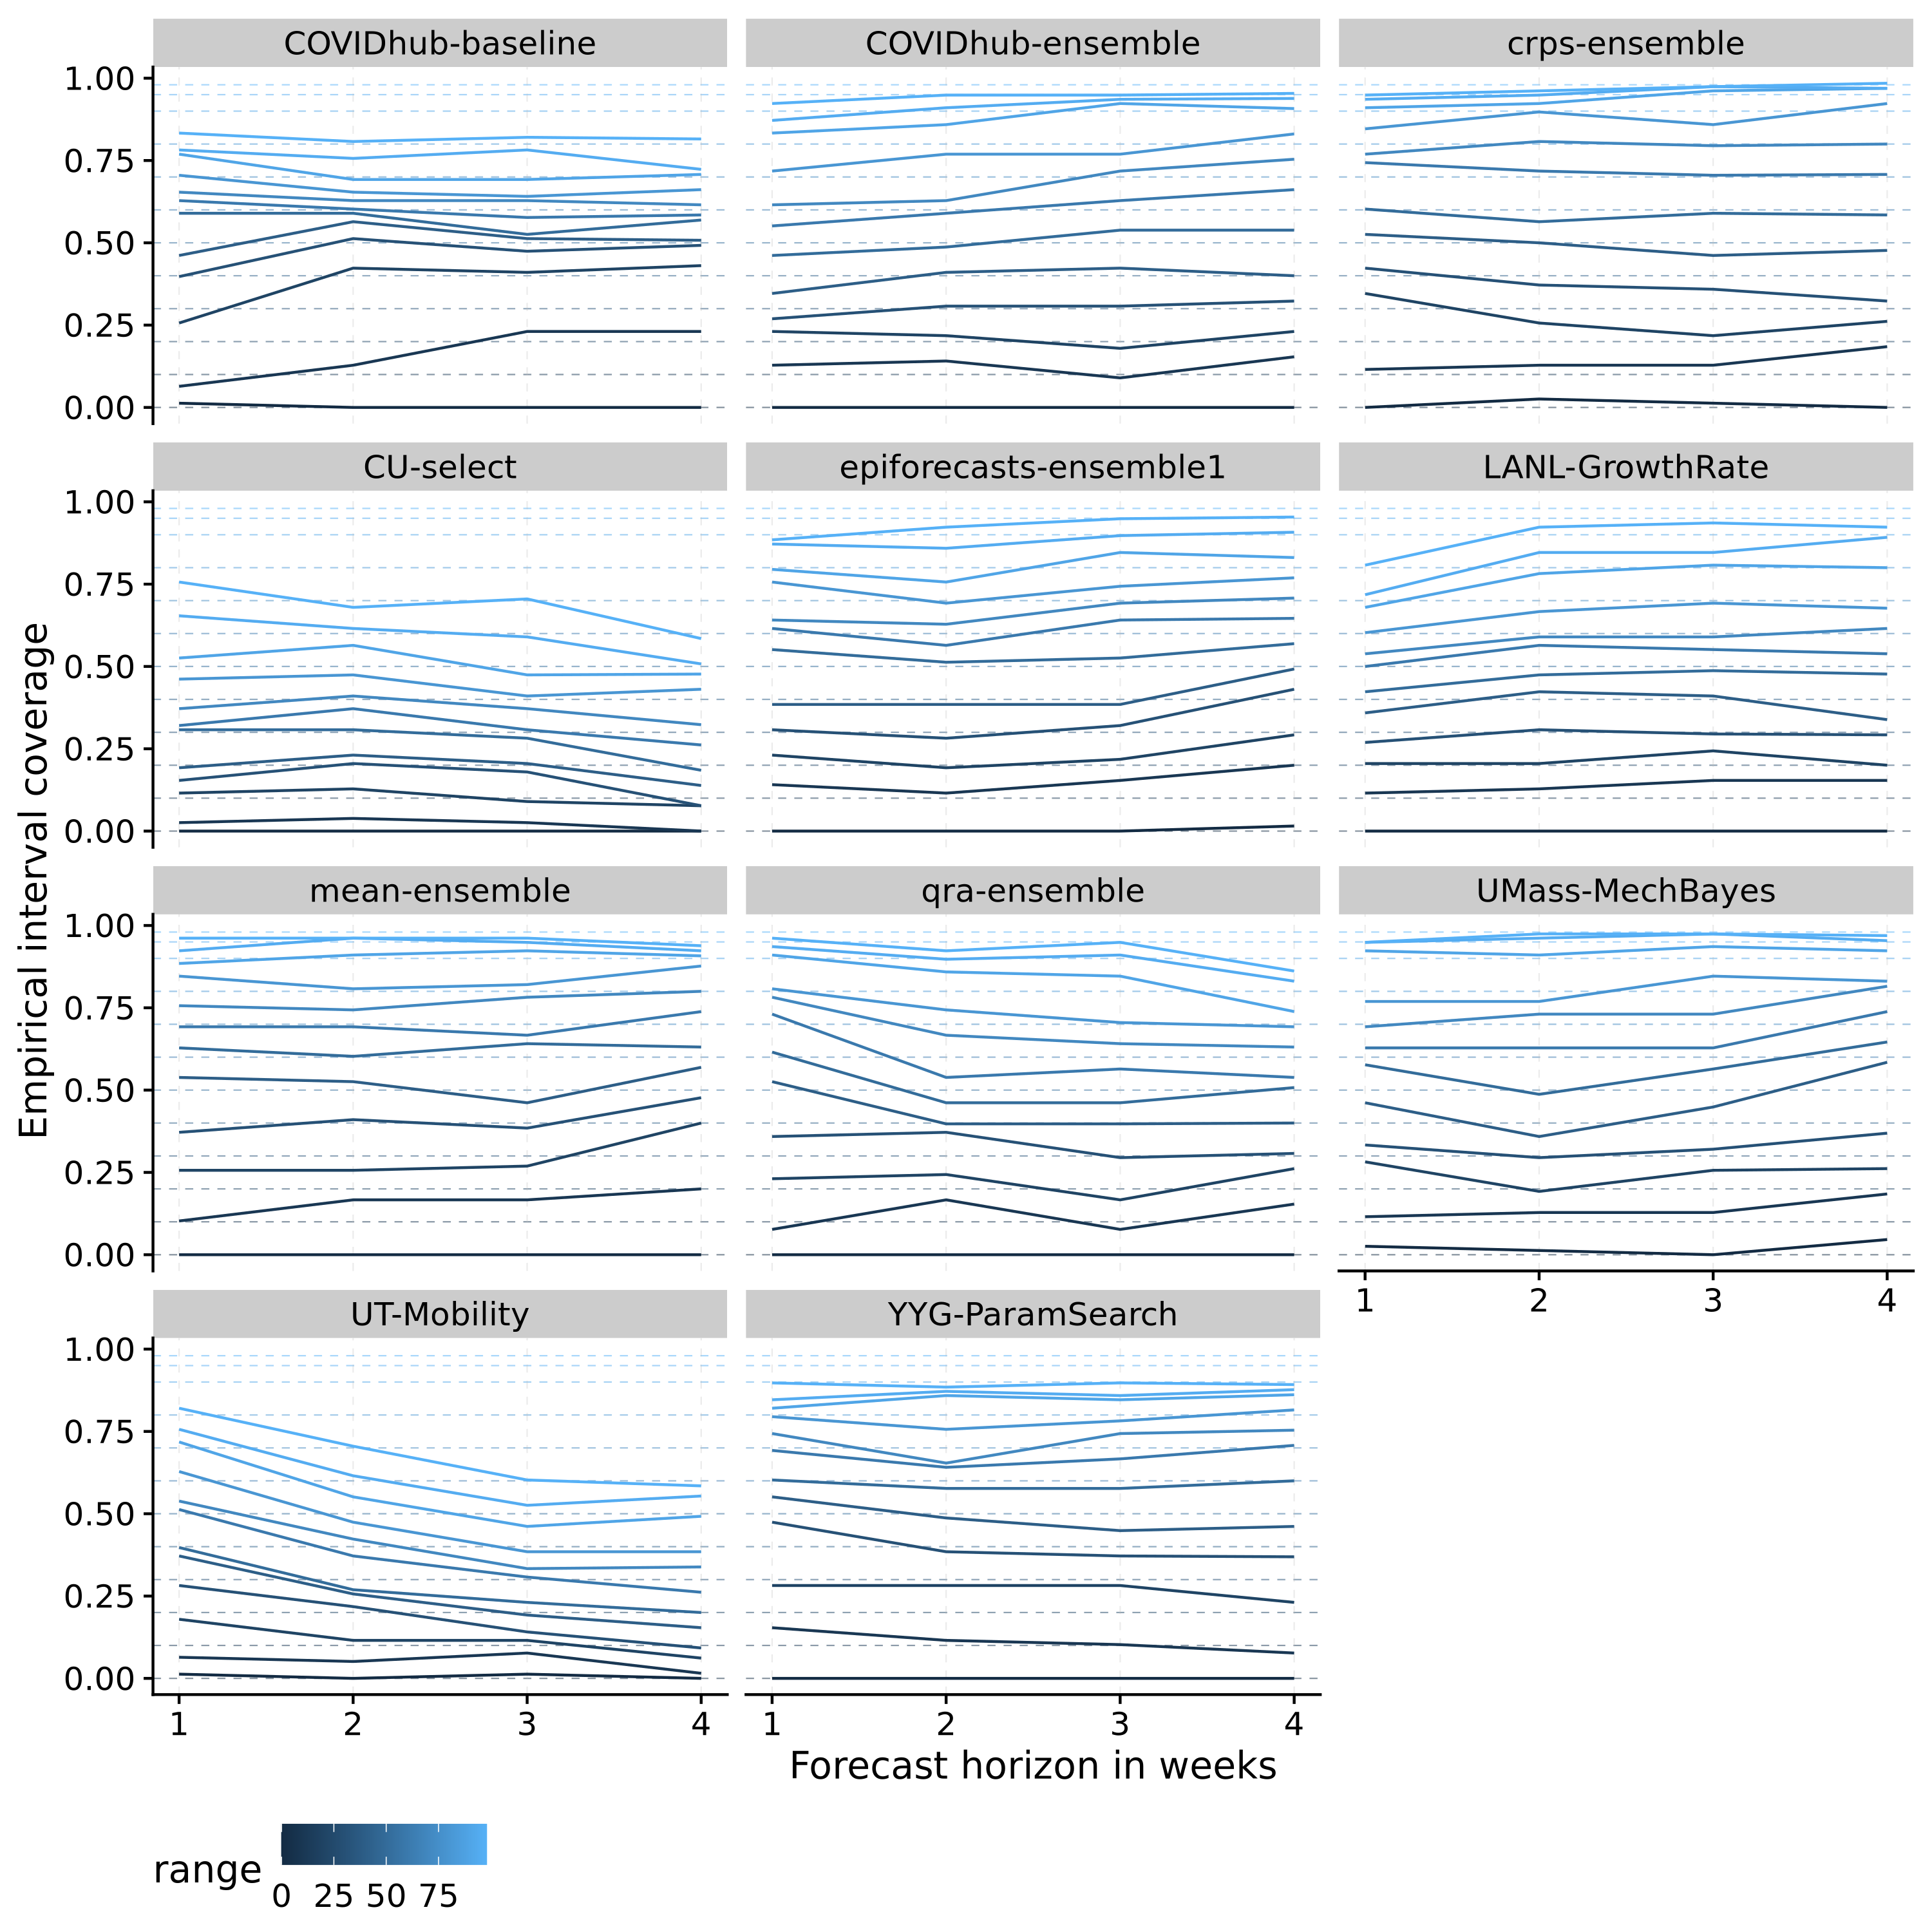 COVIDhub-baseline COVIDhub-ensemble crps-ensemble
1.00
0.75
0.50
0.25
0.00
CU-select epiforecasts-ensemble1 LANL-GrowthRate
1.00
0.75
0.50
0.25
0.00
Empirical interval coverage
mean-ensemble qra-ensemble UMass-MechBayes
1.00
0.75
0.50
0.25
0.00
1 2 3 4
UT-Mobility YYG-ParamSearch
1.00
0.75
0.50
0.25
0.00
1 2 3 4 1 2 3 4
Forecast horizon in weeks
range
0 25 50 75